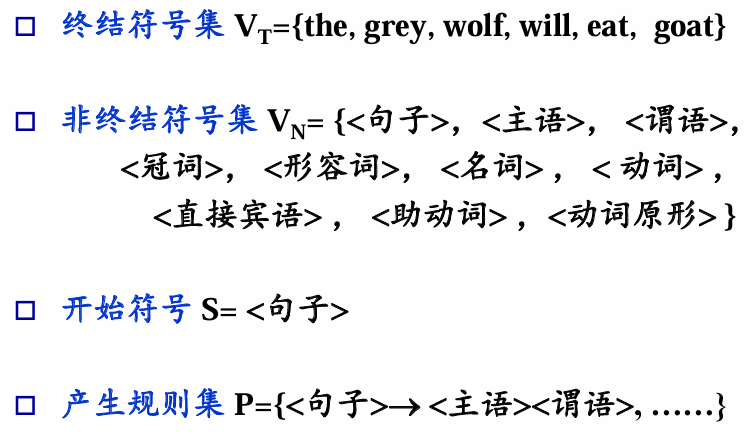 □ 终结符号集 VT={the, grey, wolf, will, eat, goat}
□ 非终结符号集 VN= {<句子>，<主语>， <谓语>，
<冠词>， <形容词>， <名词> ，< 动词> ，
<直接宾语> ， <助动词> ，<动词原形> }
□ 开始符号 S= <句子>
□ 产生规则集 P={<句子>→ <主语><谓语>, ……}